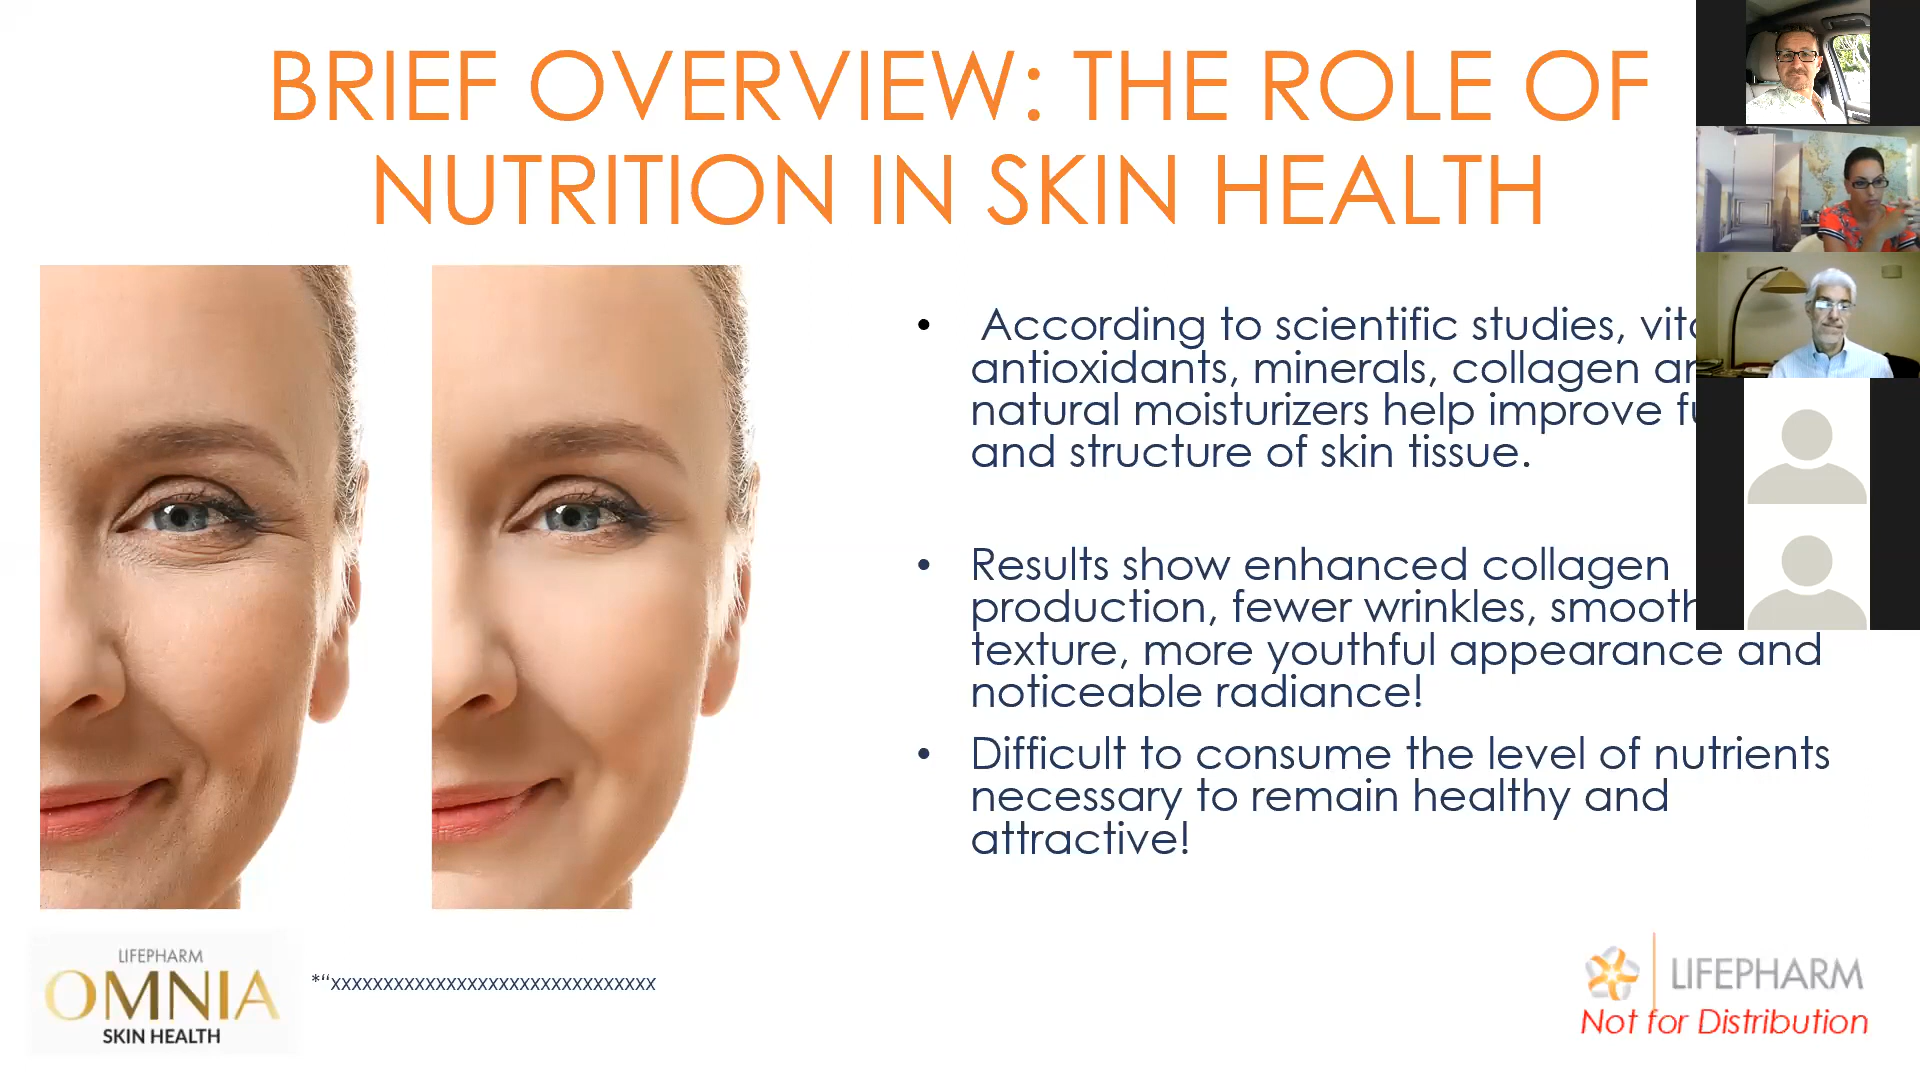 BRIEF OVERVIEW: THE ROLE OF
NUTRITION IN SKIN HEALTH
• According to scientific studies,
antioxidants, minerals, collagen
natural moisturizers help improve
and structure of skin tissue.
• Results show enhanced collagen
production, fewer wrinkles, smooth
texture, more youthful appearance and
noticeable radiance!
• Difficult to consume the level of nutrients
necessary to remain healthy and
attractive!
LIFEPHARM
OMNIA
SKIN HEALTH
*“xxxxxxxxxxxxxxxxxxxxxxxxxxxxxxx
LIFEPHARM
Not for Distribution